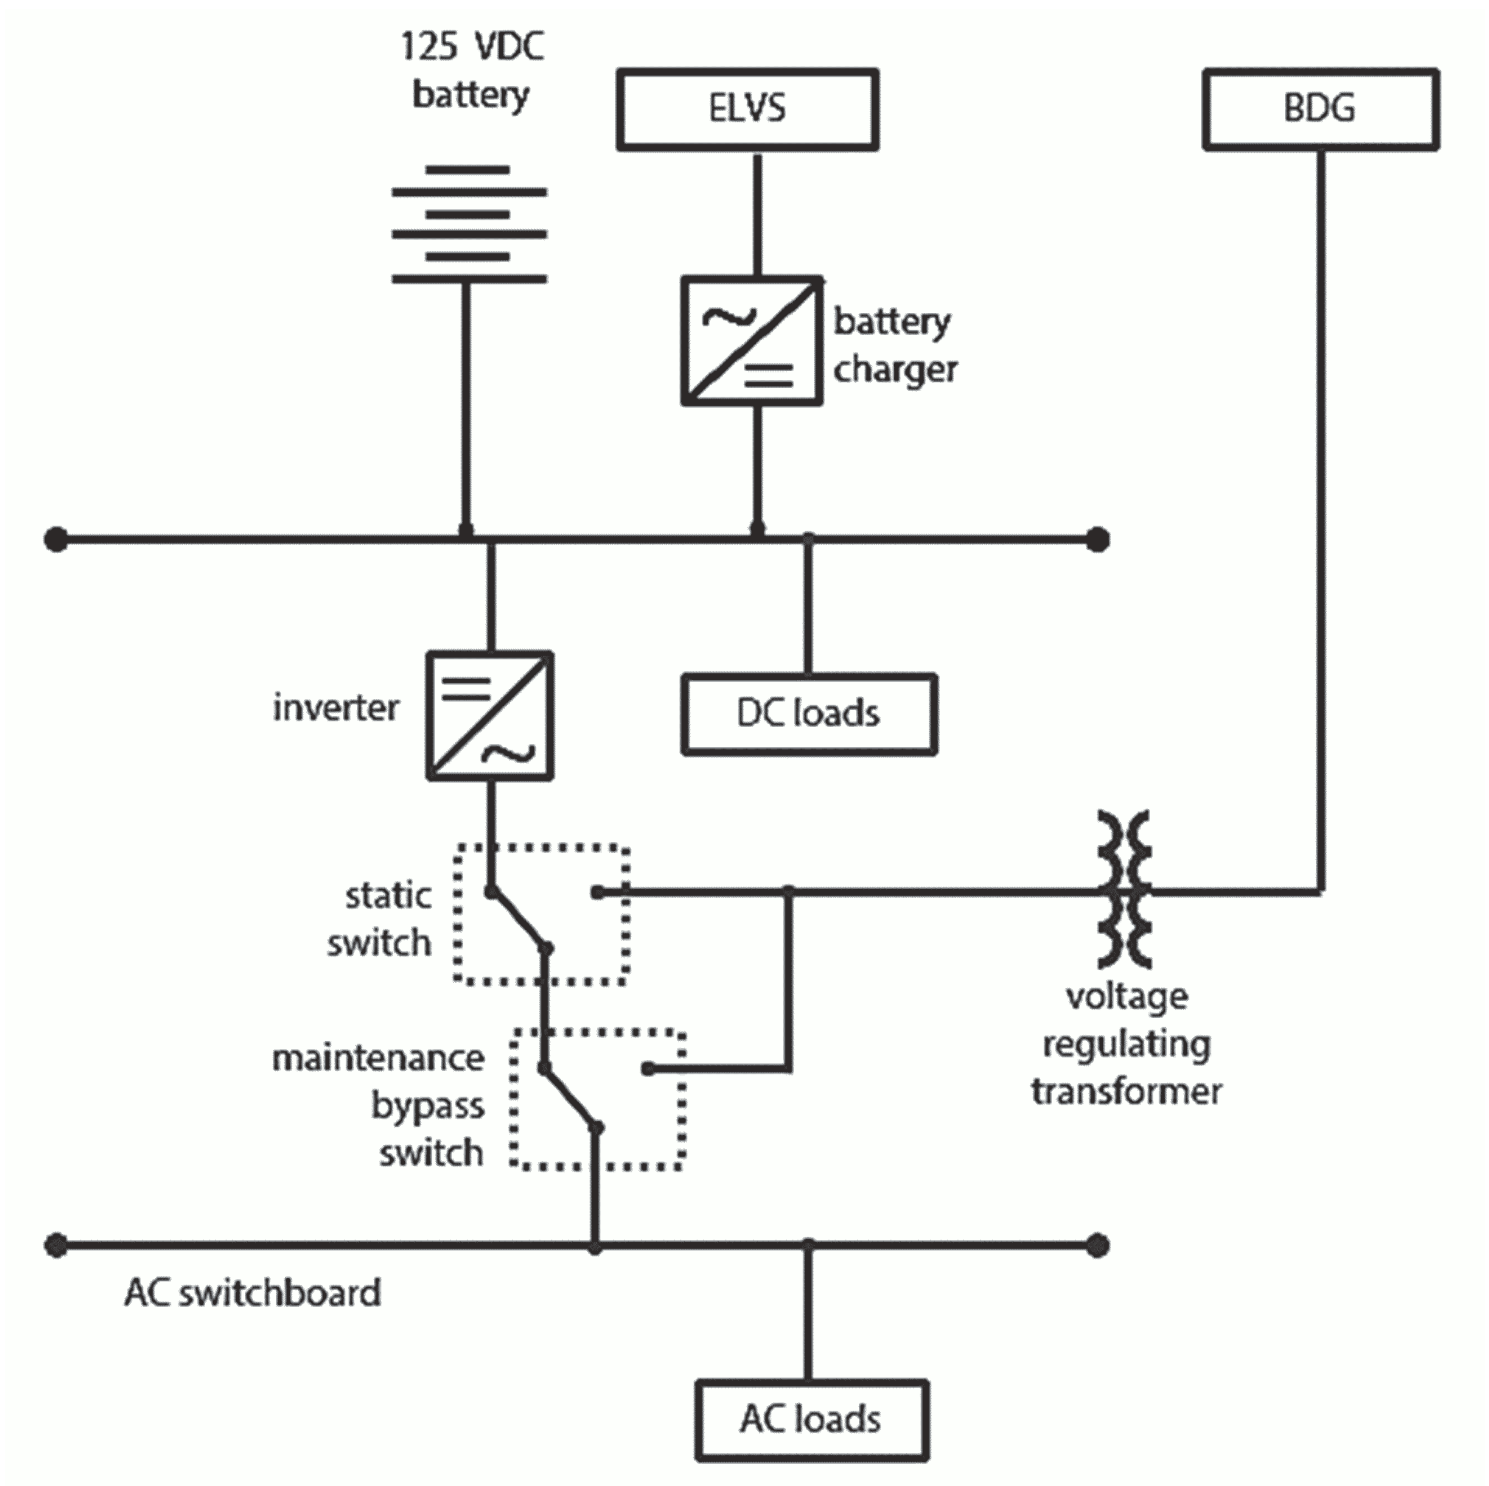 125 VDC
battery
ELVS
BDG
battery
charger
inverter
DC loads
static
switch
voltage
regulating
transformer
maintenance
bypass
switch
AC switchboard
AC loads